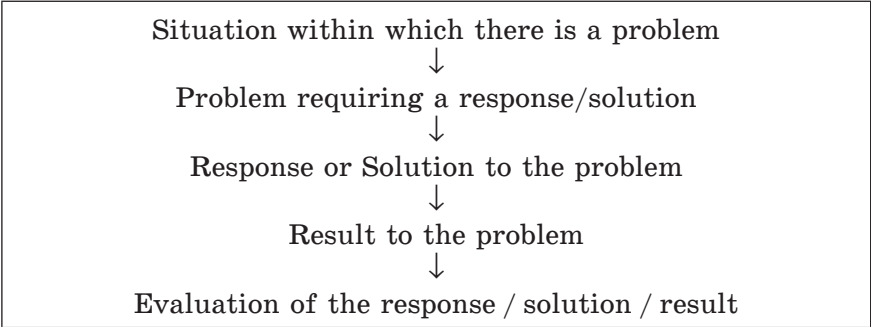 Situation within which there is a problem
↓
Problem requiring a response/solution
↓
Response or Solution to the problem
↓
Result to the problem
↓
Evaluation of the response / solution / result